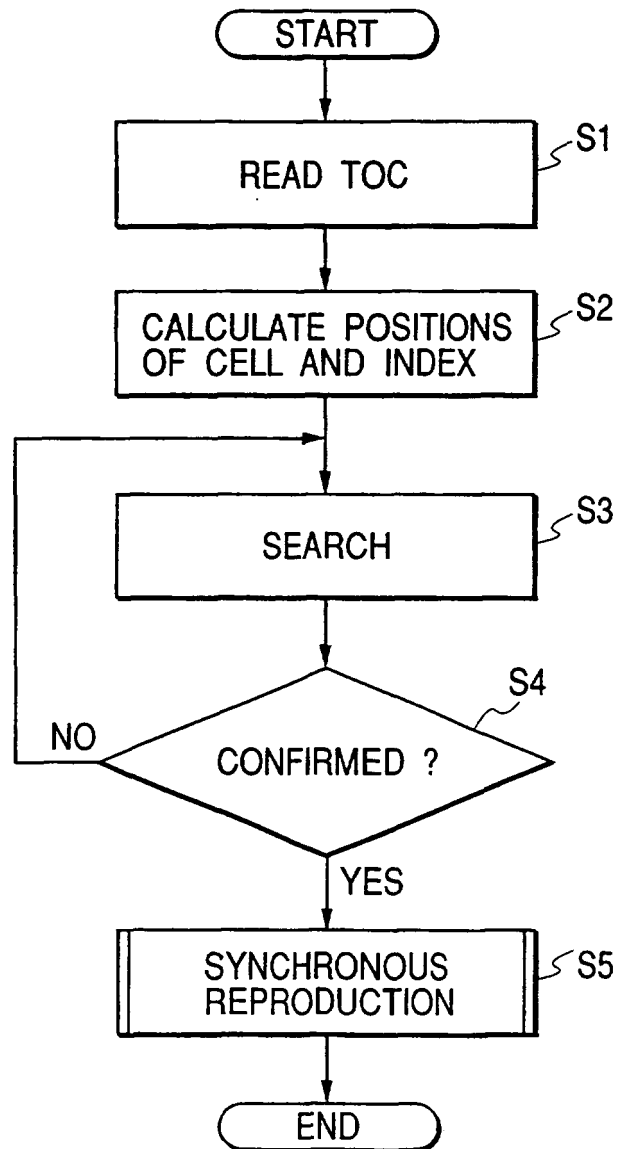 START
S1
READ TOC
S2
CALCULATE POSITIONS
OF CELL AND INDEX
S3
SEARCH
S4
NO
CONFIRMED ?
YES
SYNCHRONOUS
REPRODUCTION
S5
END